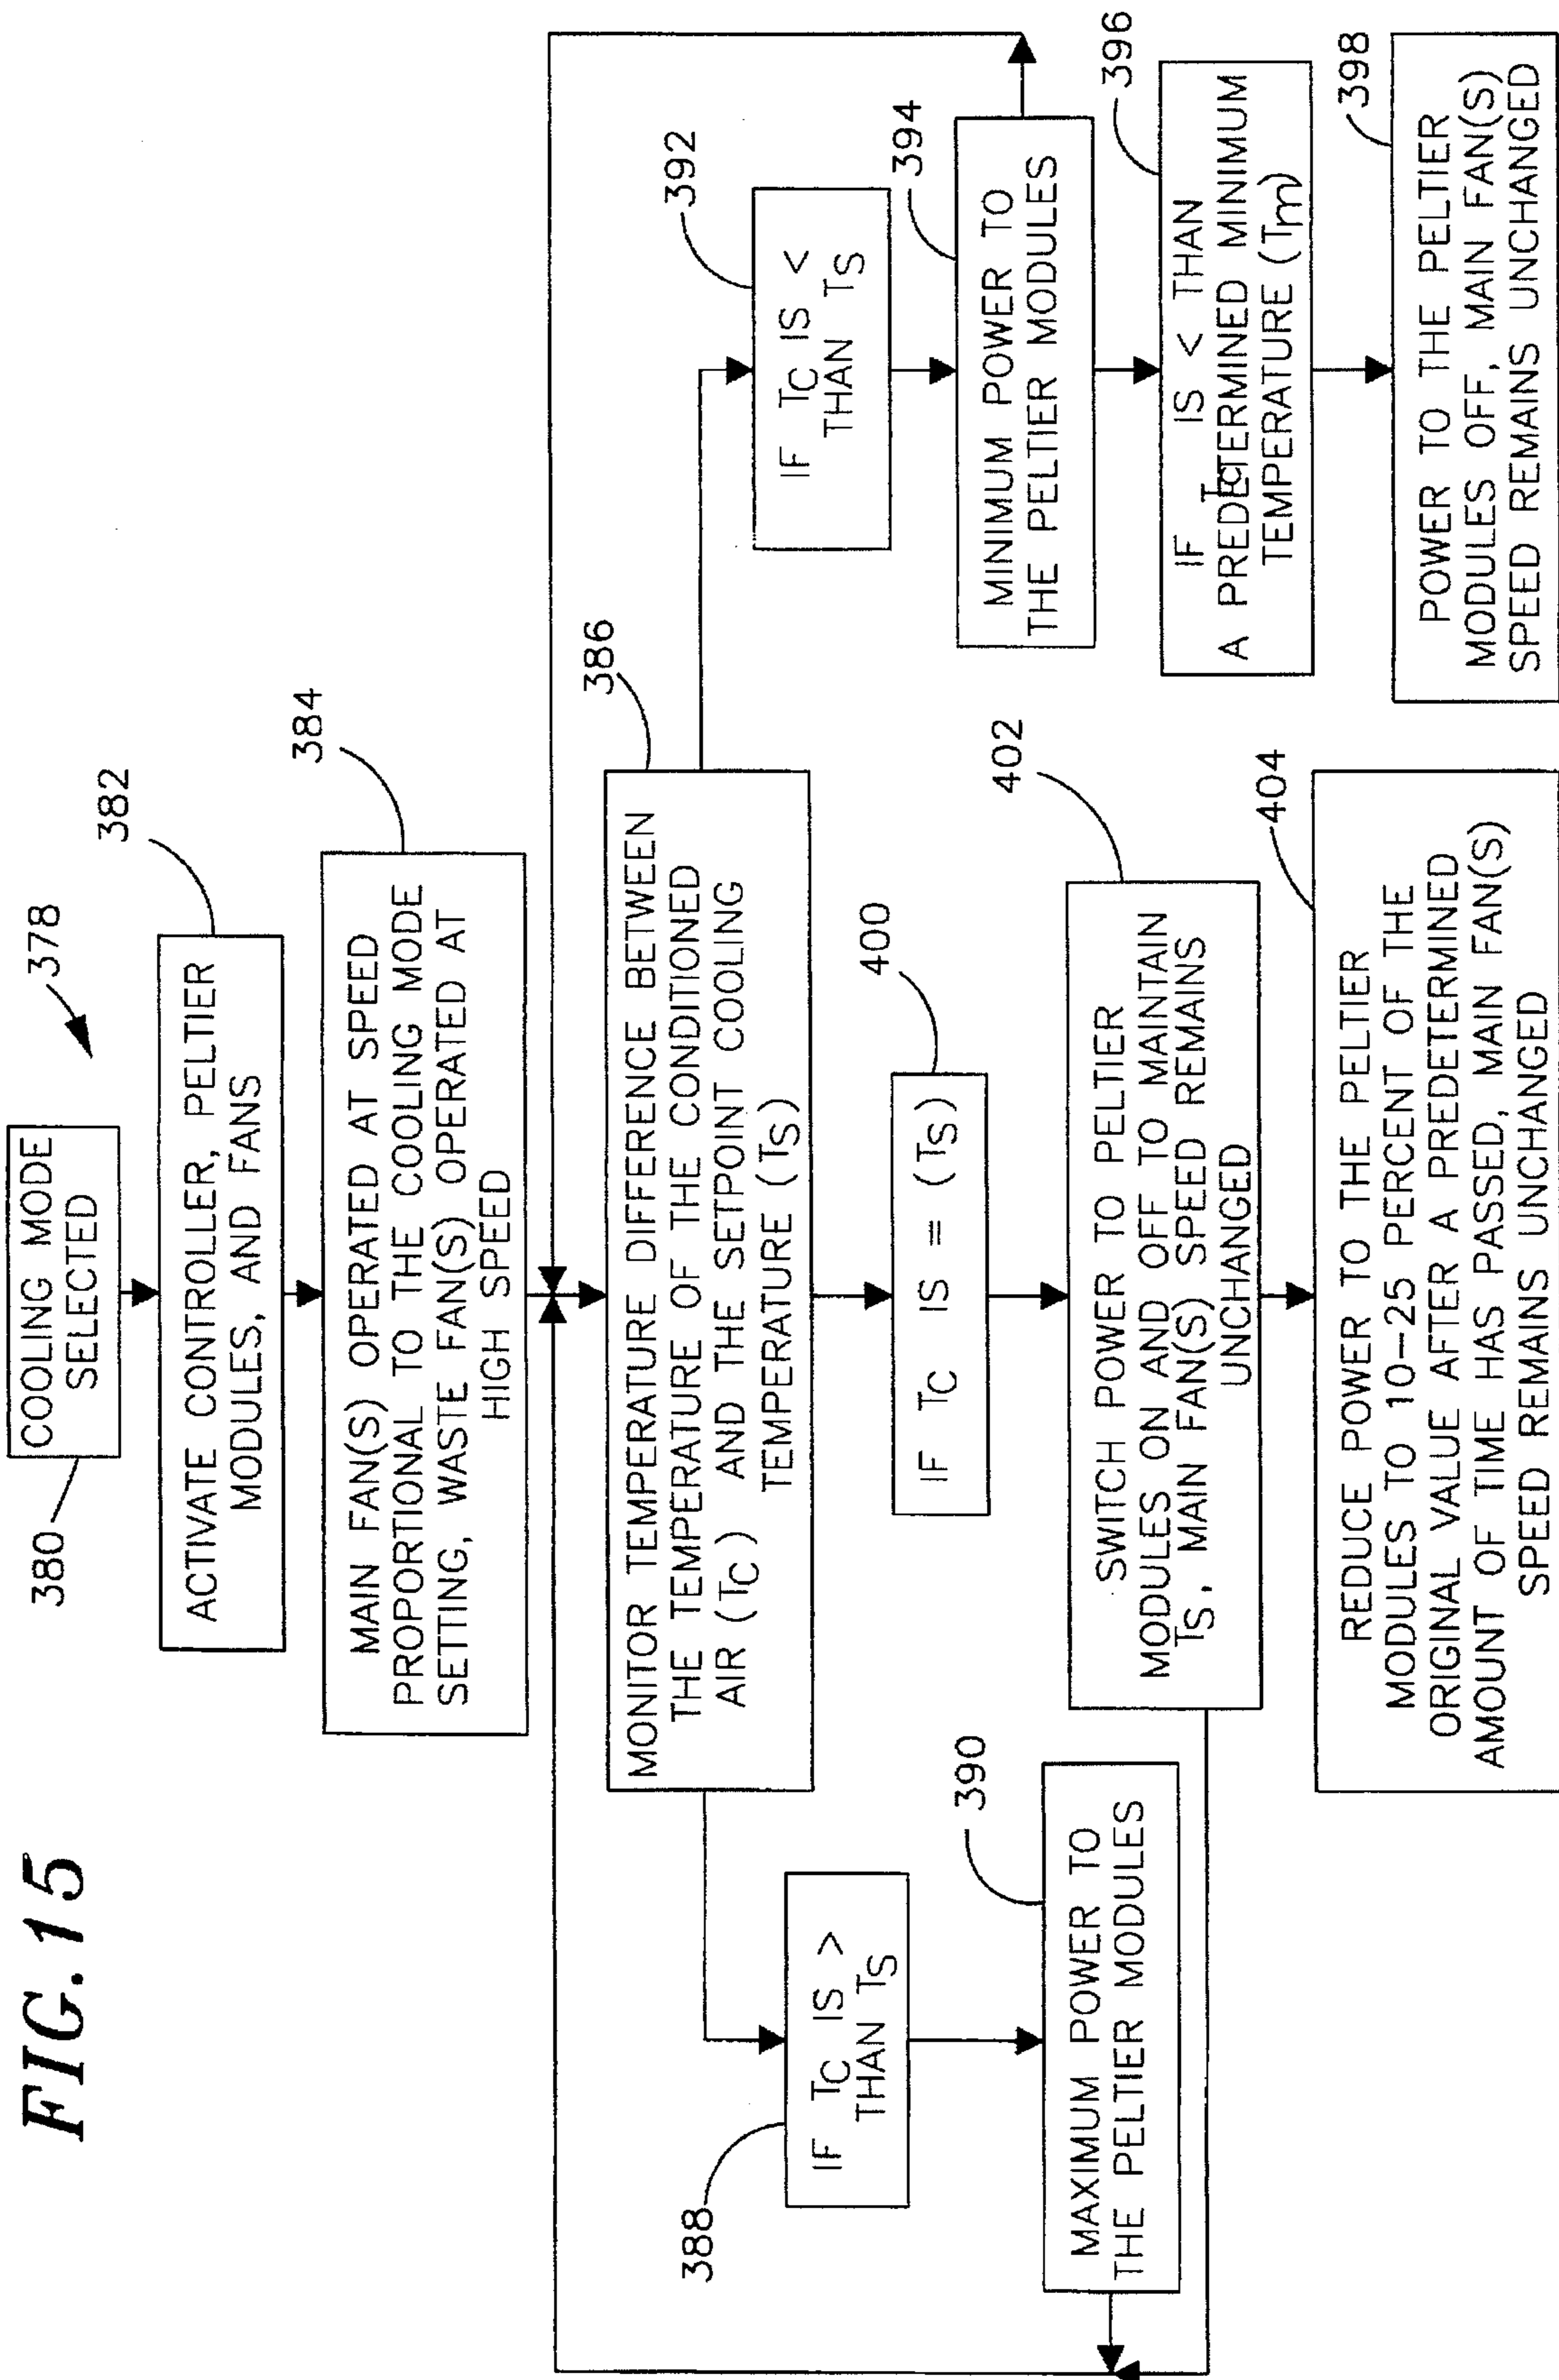 FIG.15
378
COOLING MODE
SELECTED
380
ACTIVATE CONTROLLER, PELTIER
MODULES, AND FANS
382
MAIN FAN(S) OPERATED AT SPEED
PROPORTIONAL TO THE COOLING MODE
SETTING, WASTE FAN(S) OPERATED AT
HIGH SPEED
384
MONITOR TEMPERATURE DIFFERENCE BETWEEN
THE TEMPERATURE OF THE CONDITIONED
AIR (TC) AND THE SETPOINT COOLING
TEMPERATURE (TS)
386
IF TC IS >
THAN TS
388
MAXIMUM POWER TO
THE PELTIER MODULES
390
IF TC IS = (TS)
400
SWITCH POWER TO PELTIER
MODULES ON AND OFF TO MAINTAIN
TS, MAIN FAN(S) SPEED REMAINS
UNCHANGED
402
REDUCE POWER TO THE PELTIER
MODULES TO 10-25 PERCENT OF THE
ORIGINAL VALUE AFTER A PREDETERMINED
AMOUNT OF TIME HAS PASSED, MAIN FAN(S)
SPEED REMAINS UNCHANGED
404
IF TC IS <
THAN TS
392
MINIMUM POWER TO
THE PELTIER MODULES
394
IF TC IS < THAN
A PREDETERMINED MINIMUM
TEMPERATURE (Tm)
396
POWER TO THE PELTIER
MODULES OFF, MAIN FAN(S)
SPEED REMAINS UNCHANGED
398